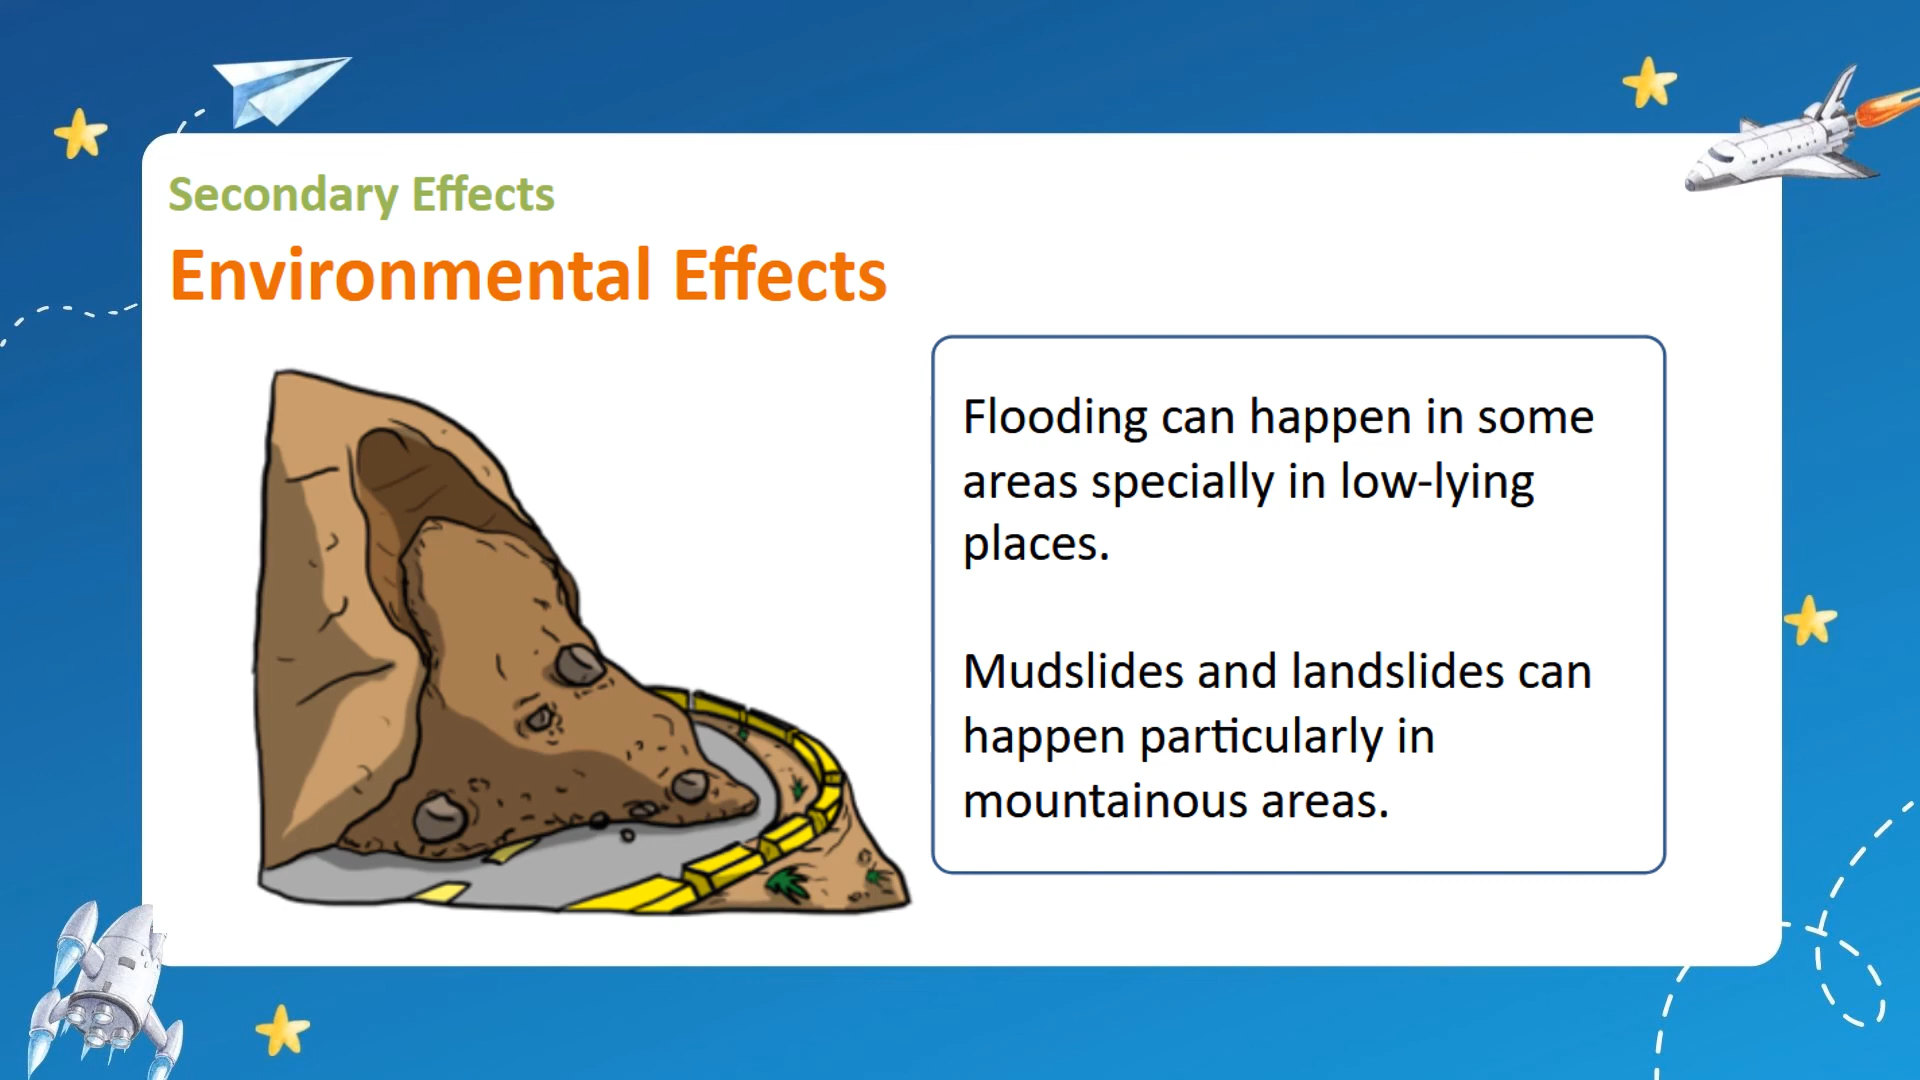 Secondary Effects
Environmental Effects
Flooding can happen in some
areas specially in low-lying
places.
Mudslides and landslides can
happen particularly in
mountainous areas.